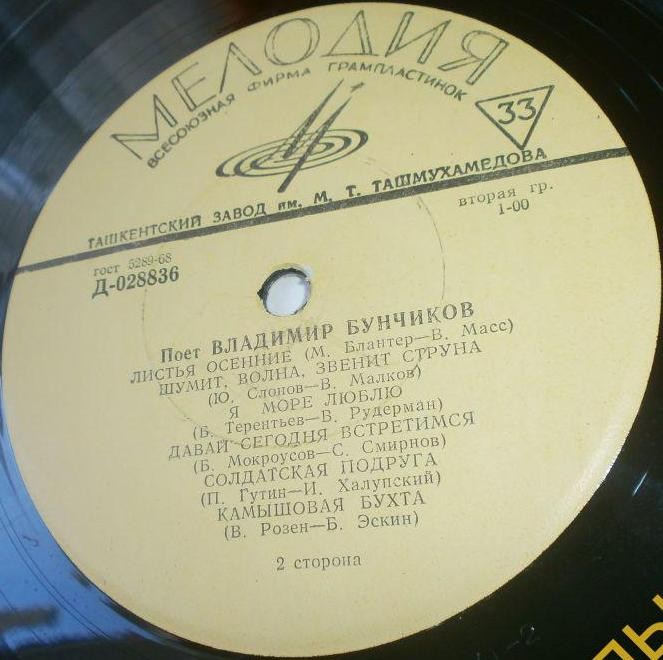 МЕЛОДИЯ
ВСЕСОЮЗНАЯ ФИРМА ГРАМПЛАСТИНОК
33
ТАШКЕНТСКИЙ ЗАВОД им. М. Т. ТАШМУХАМЕДОВА
гост 5289-68
Д-028836
вторая гр.
1-00
Поет ВЛАДИМИР БУНЧИКОВ
ЛИСТЬЯ ОСЕННИЕ (М. Блантер—В. Масс)
ШУМИТ, ВОЛНА, ЗВЕНИТ СТРУНА
(Ю. Слонов—В. Малков)
Я МОРЕ ЛЮБЛЮ
(Б. Терентьев—В. Рудерман)
ДАВАЙ СЕГОДНЯ ВСТРЕТИМСЯ
(Б. Мокроусов—С. Смирнов)
СОЛДАТСКАЯ ПОДРУГА
(П. Гутин—И. Халупский)
КАМЫШОВАЯ БУХТА
(В. Розен—Б. Эскин)
2 сторона